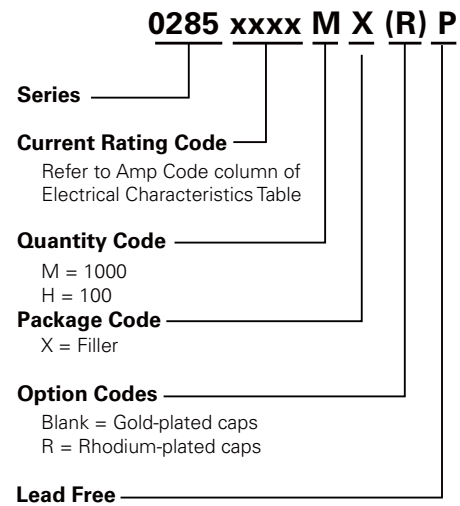 0285 xxxx M X (R) P
Series
Current Rating Code
Refer to Amp Code column of
Electrical Characteristics Table
Quantity Code
M = 1000
H = 100
Package Code
X = Filler
Option Codes
Blank = Gold-plated caps
R = Rhodium-plated caps
Lead Free